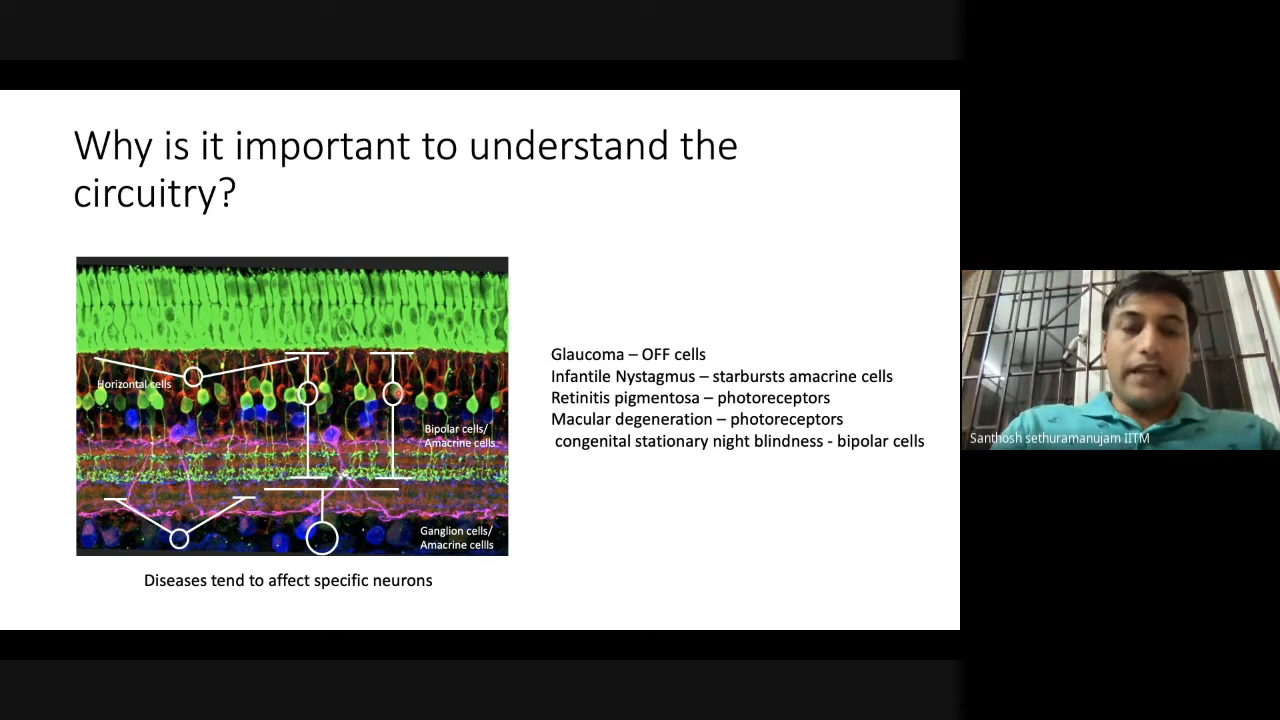 Why is it important to understand the
circuitry?
Horizontal cells
Bipolar cells/
Amacrine cells
Ganglion cells/
Amacrine cellls
Diseases tend to affect specific neurons
Glaucoma – OFF cells
Infantile Nystagmus – starbursts amacrine cells
Retinitis pigmentosa – photoreceptors
Macular degeneration – photoreceptors
congenital stationary night blindness - bipolar cells
Santhosh sethuramanujam IITM